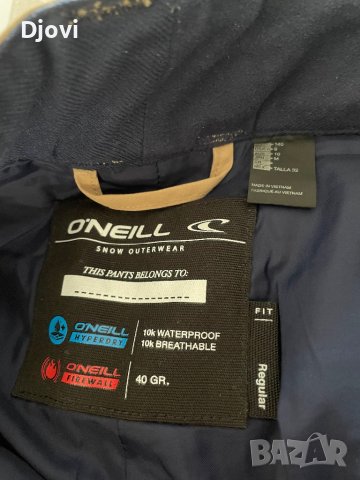 Djovi
TALLA 32
MADE IN VIETNAM
FABRIQUÉ AU VIETNAM
O'NEILL
SNOW OUTERWEAR
THIS PANTS BELONGS TO:
O'NEILL
HYPERDRY
10k WATERPROOF
10k BREATHABLE
O'NEILL
FIREWALL
40 GR.
FIT
Regular
BAZAR